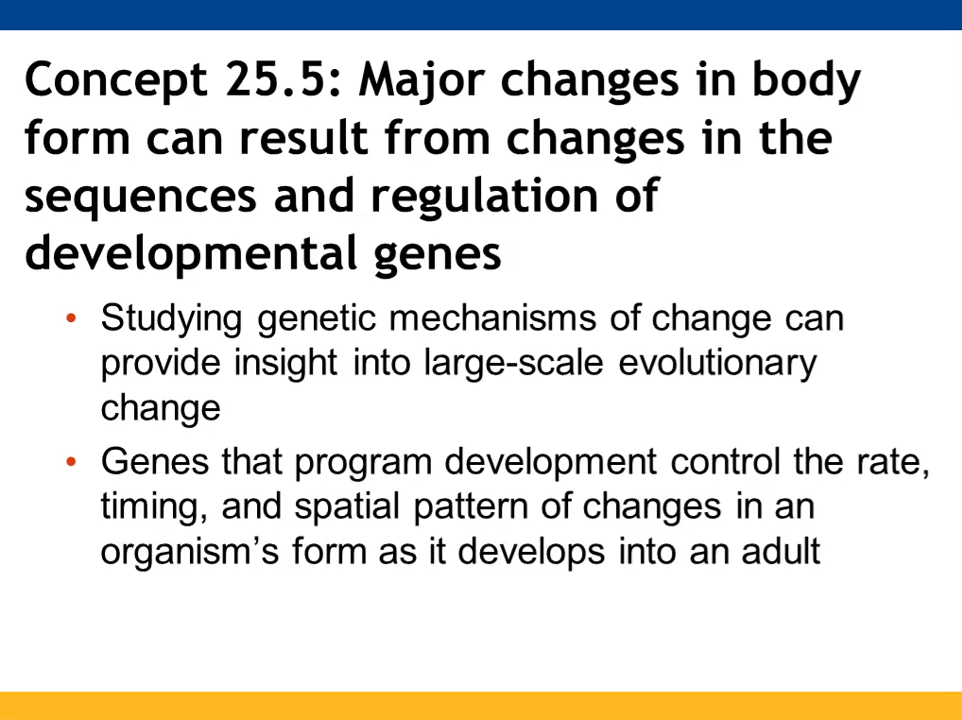 Concept 25.5: Major changes in body
form can result from changes in the
sequences and regulation of
developmental genes
• Studying genetic mechanisms of change can
provide insight into large-scale evolutionary
change
• Genes that program development control the rate,
timing, and spatial pattern of changes in an
organism’s form as it develops into an adult